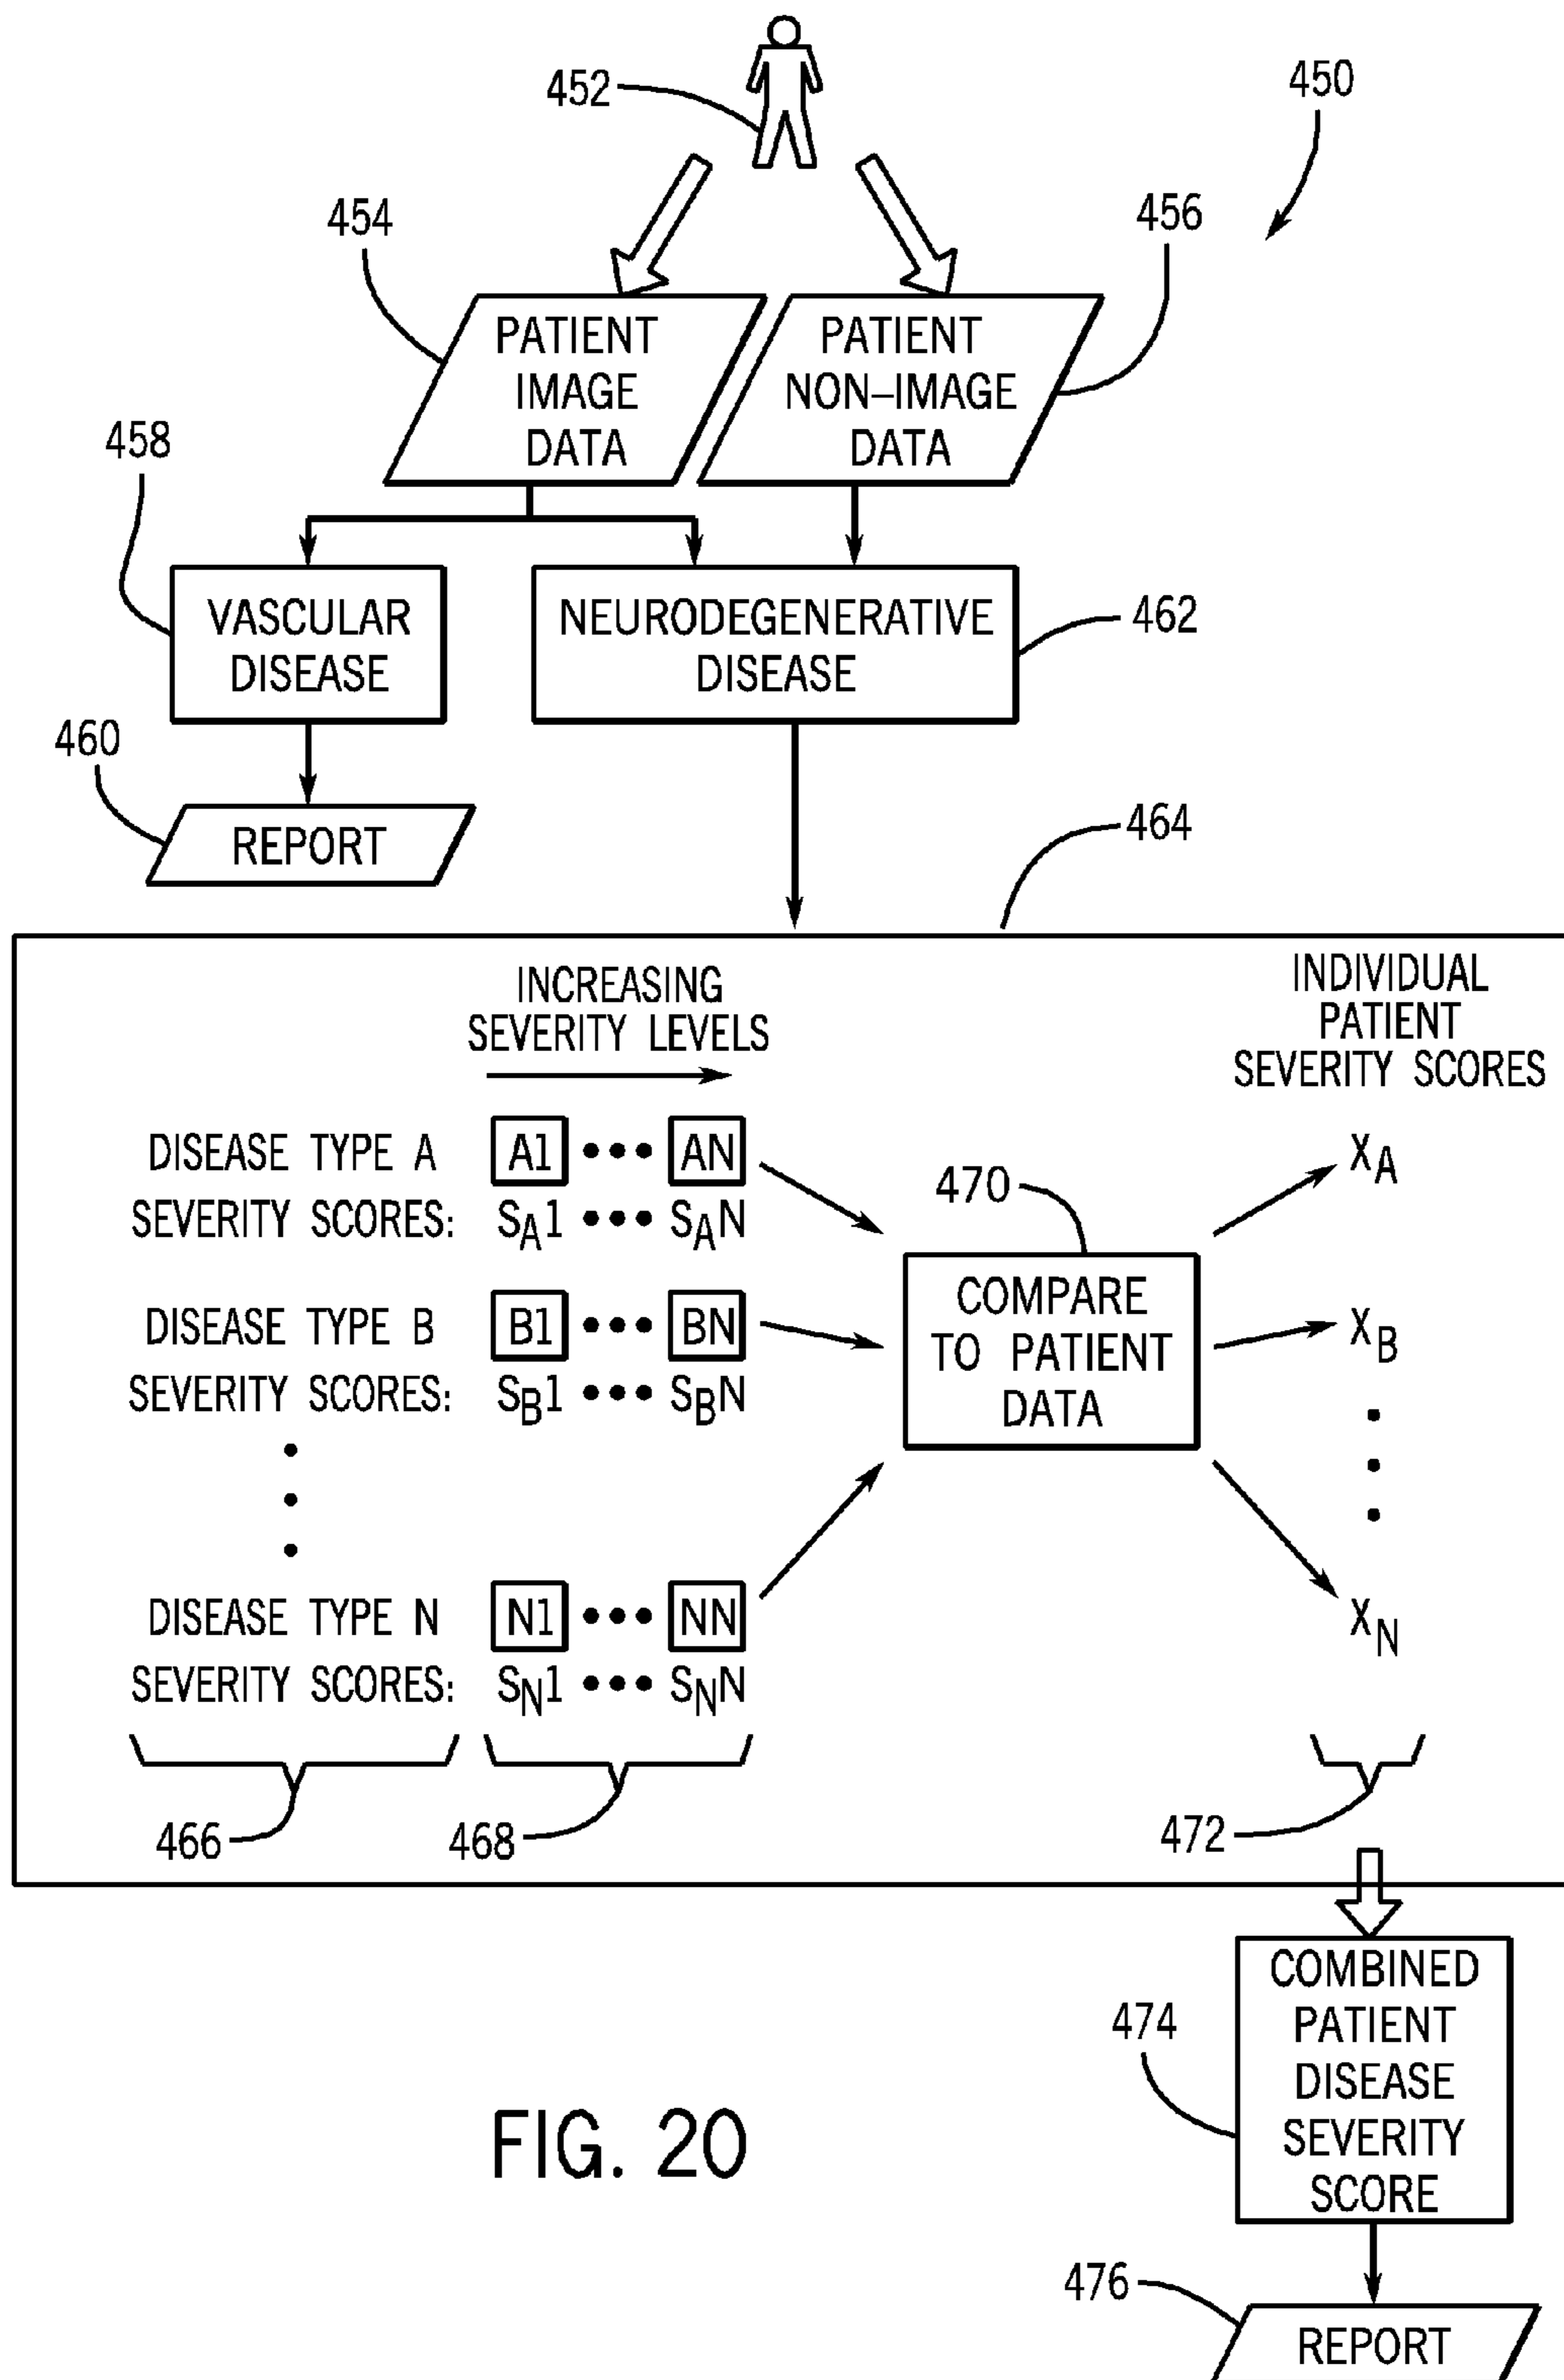 452
450
454
456
PATIENT
IMAGE
DATA
PATIENT
NON–IMAGE
DATA
458
VASCULAR
DISEASE
NEURODEGENERATIVE
DISEASE
462
460
REPORT
464
INCREASING
SEVERITY LEVELS
INDIVIDUAL
PATIENT
SEVERITY SCORES
DISEASE TYPE A A1 ••• AN
SEVERITY SCORES: SA1 ••• SAN
XA
470
DISEASE TYPE B B1 ••• BN
SEVERITY SCORES: SB1 ••• SBN
COMPARE
TO PATIENT
DATA
XB
DISEASE TYPE N N1 ••• NN
SEVERITY SCORES: SN1 ••• SNN
XN
466
468
472
474
COMBINED
PATIENT
DISEASE
SEVERITY
SCORE
FIG. 20
476
REPORT